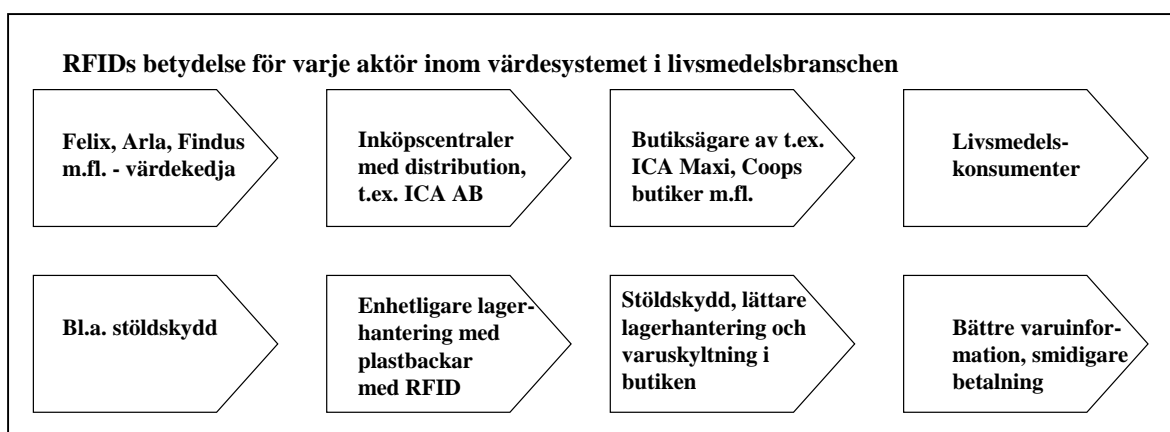 RFIDs betydelse för varje aktör inom värdesystemet i livsmedelsbranschen
Felix, Arla, Findus
m.fl. - värdekedja
Inköpscentraler
med distribution,
t.ex. ICA AB
Butiksägare av t.ex.
ICA Maxi, Coops
butiker m.fl.
Livsmedels-
konsumenter
Bl.a. stöldskydd
Enhetligare lager-
hantering med
plastbackar
med RFID
Stöldskydd, lättare
lagerhantering och
varuskyltning i
butiken
Bättre varuinfor-
mation, smidigare
betalning